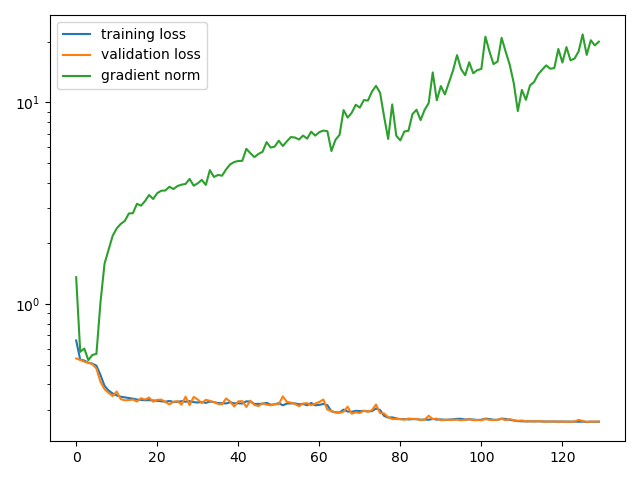 training loss
validation loss
gradient norm
10¹
10⁰
0 20 40 60 80 100 120